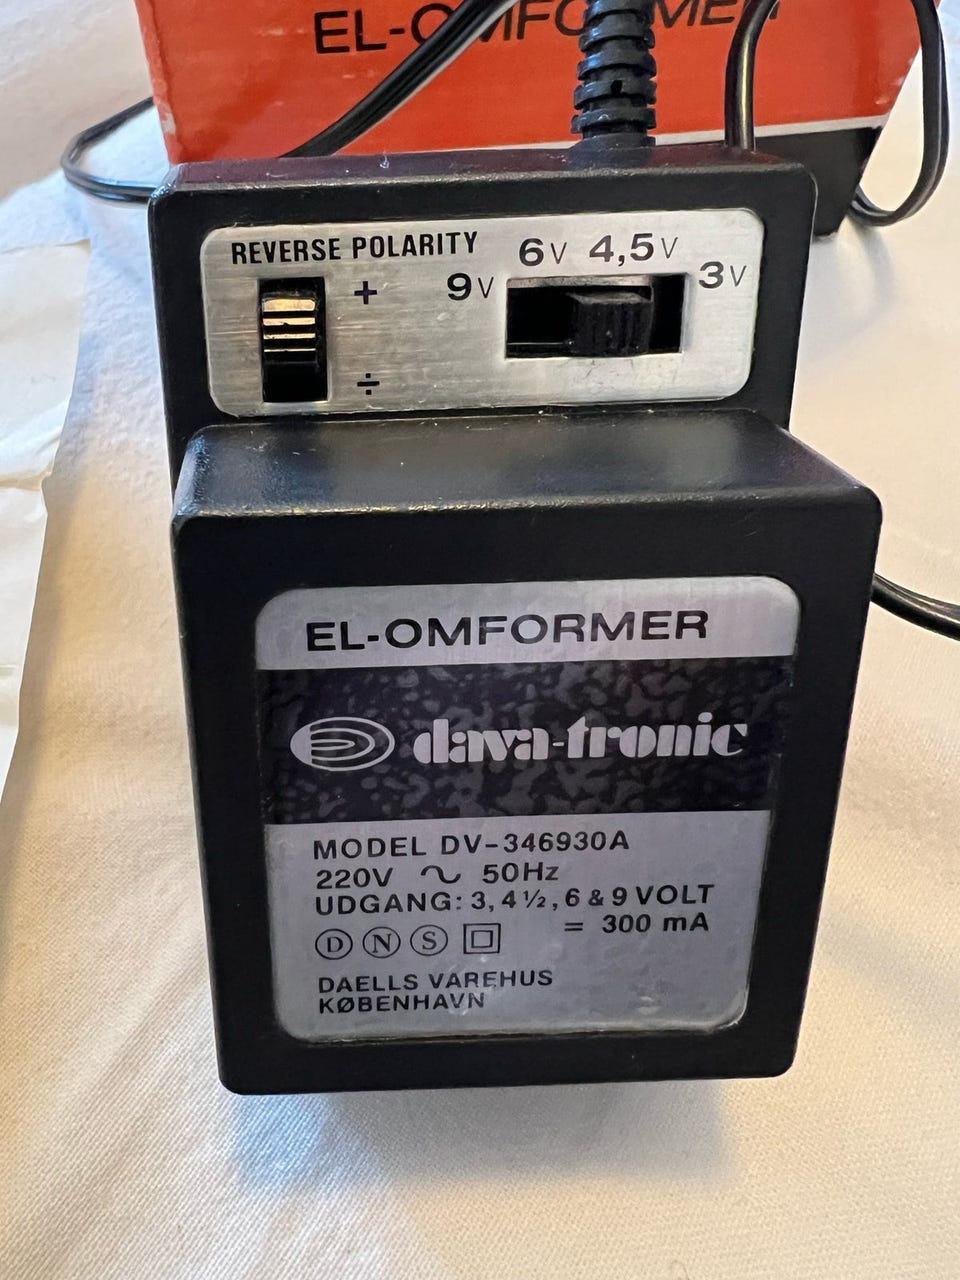 EL-OMFORMER
REVERSE POLARITY
+
÷
9V 6V 4,5V 3V
EL-OMFORMER
dava-tronic
MODEL DV-346930A
220V ∿ 50Hz
UDGANG: 3, 4½, 6 & 9 VOLT
= 300 mA
D N S
DAELLS VAREHUS
KØBENHAVN